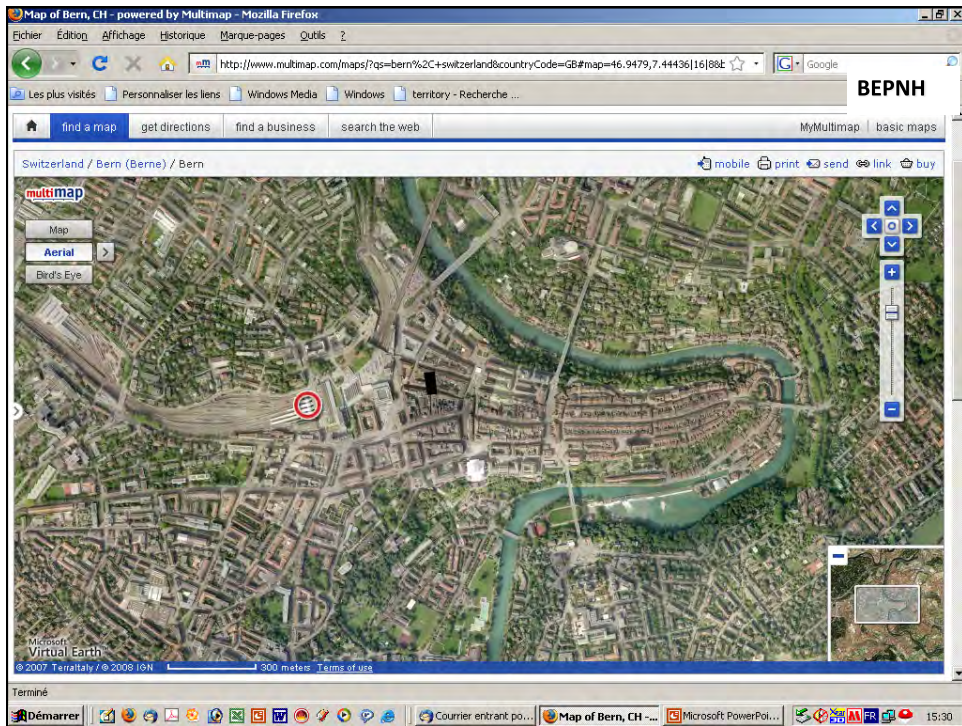 Map of Bern, CH - powered by Multimap - Mozilla Firefox
Fichier Édition Affichage Historique Marque-pages Outils ?
http://www.multimap.com/maps/?qs=bern%2C+switzerland&countryCode=GB#map=46.9479,7.44436|16|8& Google
BEPNH
Les plus visités Personnaliser les liens Windows Media Windows territory - Recherche ...
find a map get directions find a business search the web MyMultimap basic maps
Switzerland / Bern (Berne) / Bern mobile print send link buy
multimap
Map
Aerial >
Bird's Eye
Microsoft
Virtual Earth
© 2007 TerraItaly / © 2008 IGN 300 meters Terms of use
Terminé
Démarrer Courrier entrant po... Map of Bern, CH -... Microsoft PowerPoi... FR 15:30